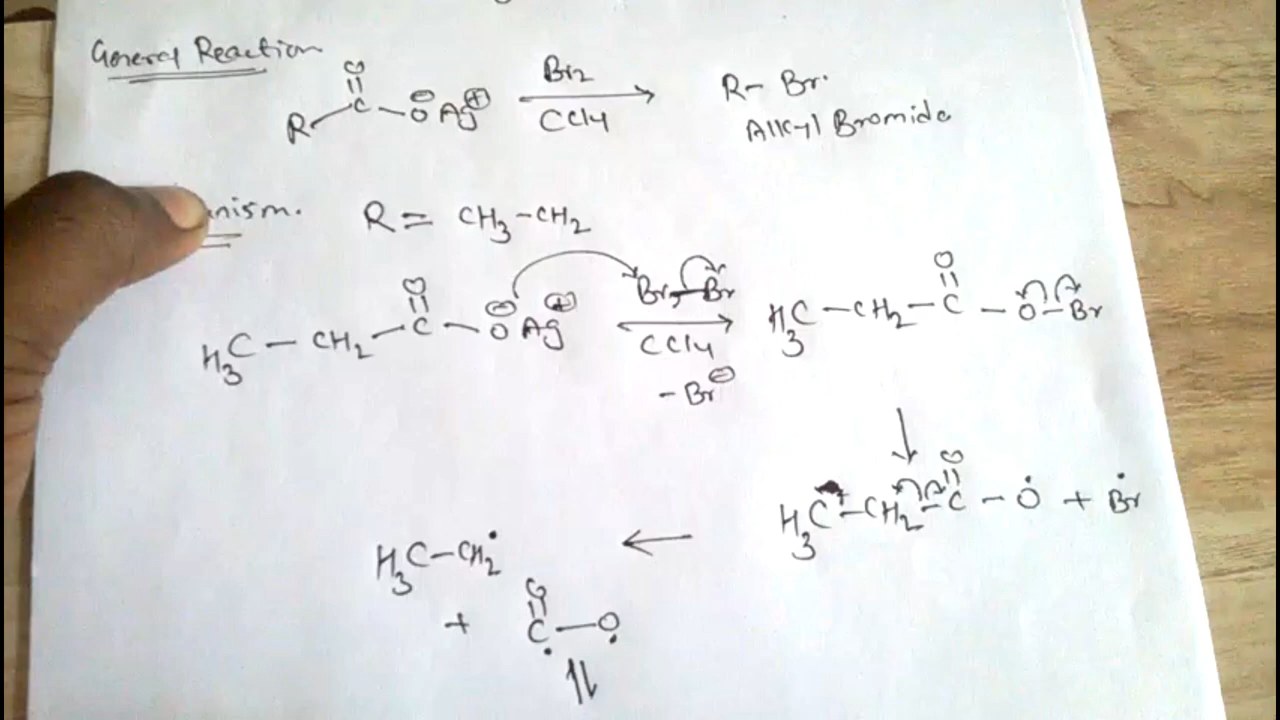 General Reaction
O
R C O⊖ Ag⊕ Br2 CCl4 R- Br.
Alkyl Bromide
nism. R = CH3-CH2
O
H3C - CH2 - C - O⊖ Ag⊕ Br-Br CCl4 - Br⊖
O
H3C - CH2 - C - O - Br
O
H3C - CH2 - C - Ȯ + Ḃr
H3C-CH2•
+
O
C - O